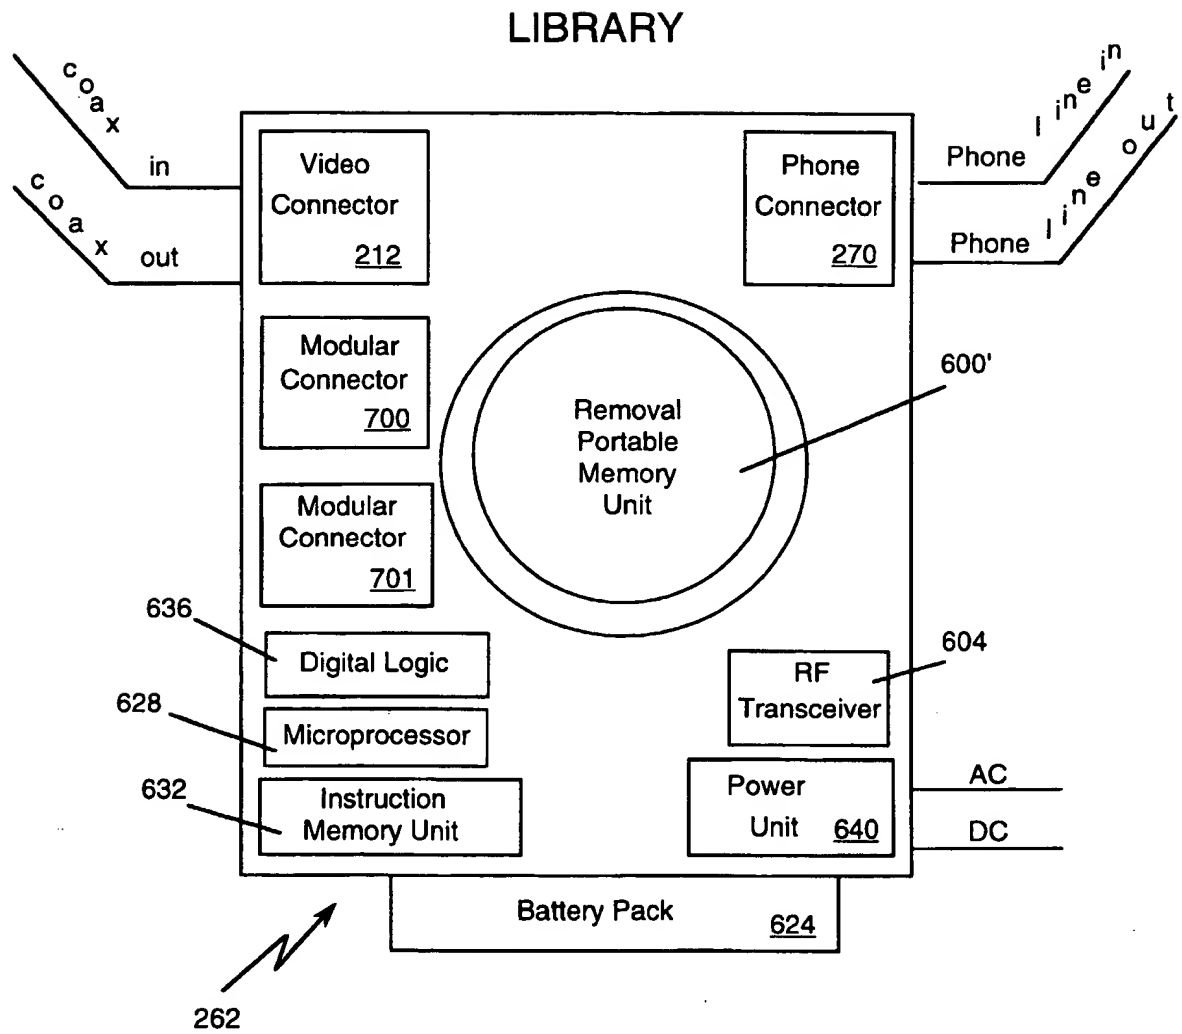 LIBRARY
coax in
coax out
Video
Connector
212
Phone
Connector
270
Phone line in
Phone line out
Modular
Connector
700
600'
Removal
Portable
Memory
Unit
Modular
Connector
701
636
Digital Logic
604
RF
Transceiver
628
Microprocessor
632
Instruction
Memory Unit
Power
Unit 640
AC
DC
Battery Pack 624
262